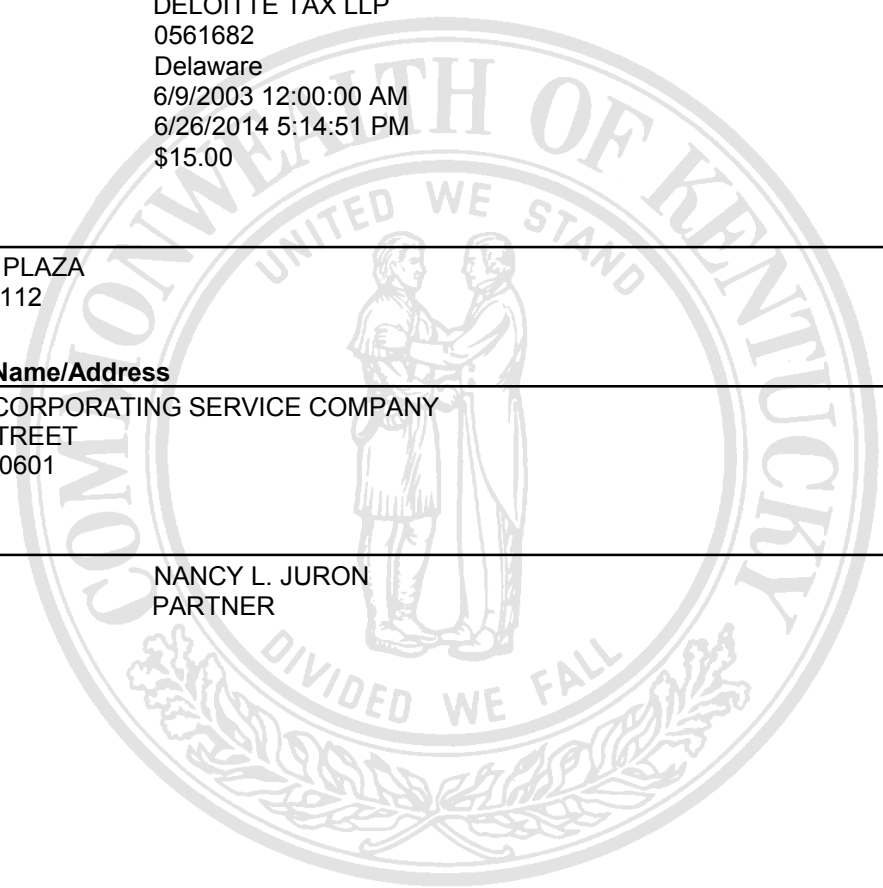 DELOITTE TAX LLP
0561682
Delaware
6/9/2003 12:00:00 AM
6/26/2014 5:14:51 PM
$15.00
COMMONWEALTH OF KENTUCKY
UNITED WE STAND
PLAZA
112
Name/Address
CORPORATING SERVICE COMPANY
TREET
0601
NANCY L. JURON
PARTNER
DIVIDED WE FALL